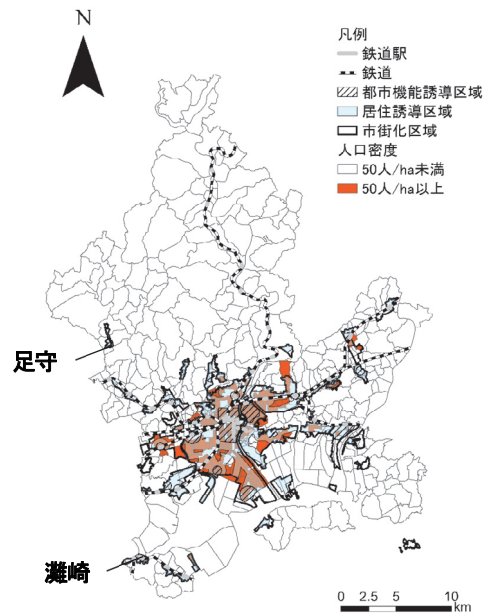 N
凡例
鉄道駅
鉄道
都市機能誘導区域
居住誘導区域
市街化区域
人口密度
50人/ha未満
50人/ha以上
足守
灘崎
0 2.5 5 10
km